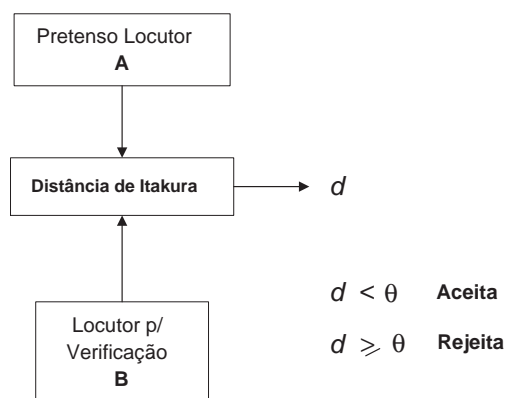 Pretenso Locutor
A
Distância de Itakura
d
Locutor p/
Verificação
B
d < θ Aceita
d ⩾ θ Rejeita